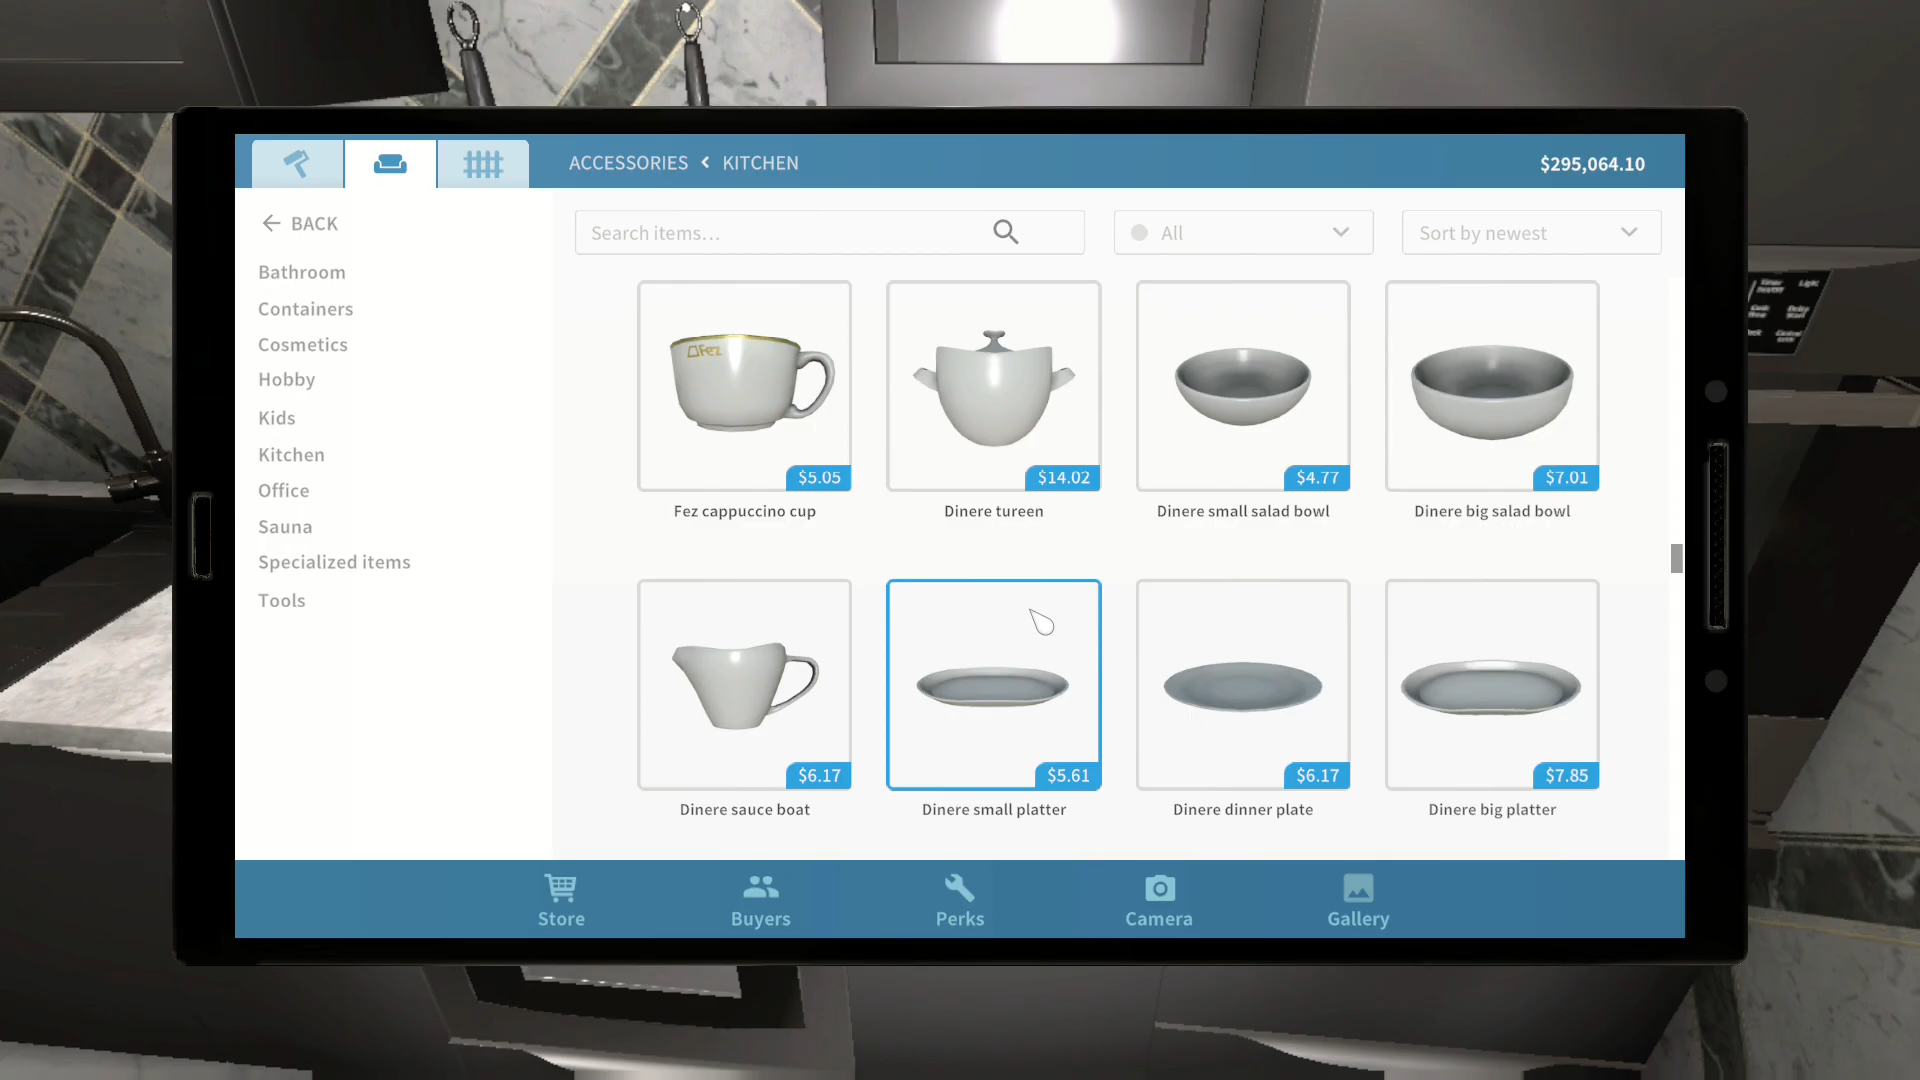 ACCESSORIES < KITCHEN
$295,064.10
BACK
Bathroom
Containers
Cosmetics
Hobby
Kids
Kitchen
Office
Sauna
Specialized items
Tools
Search items...
All
Sort by newest
Fez
$5.05
$14.02
$4.77
$7.01
Fez cappuccino cup
Dinere tureen
Dinere small salad bowl
Dinere big salad bowl
$6.17
$5.61
$6.17
$7.85
Dinere sauce boat
Dinere small platter
Dinere dinner plate
Dinere big platter
Store
Buyers
Perks
Camera
Gallery